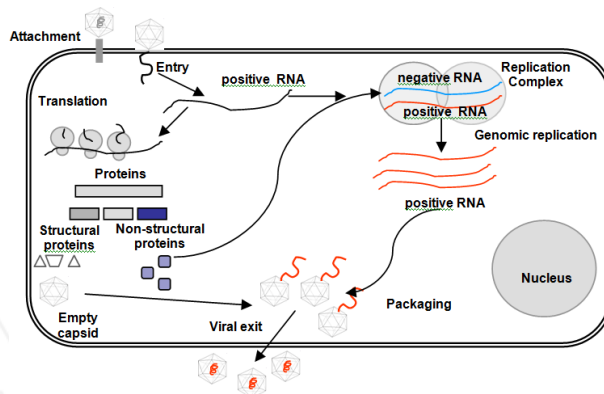 Attachment
Entry
positive RNA
negative RNA
Replication
Complex
positive RNA
Translation
Genomic replication
Proteins
positive RNA
Structural
proteins
Non-structural
proteins
Nucleus
Empty
capsid
Viral exit
Packaging